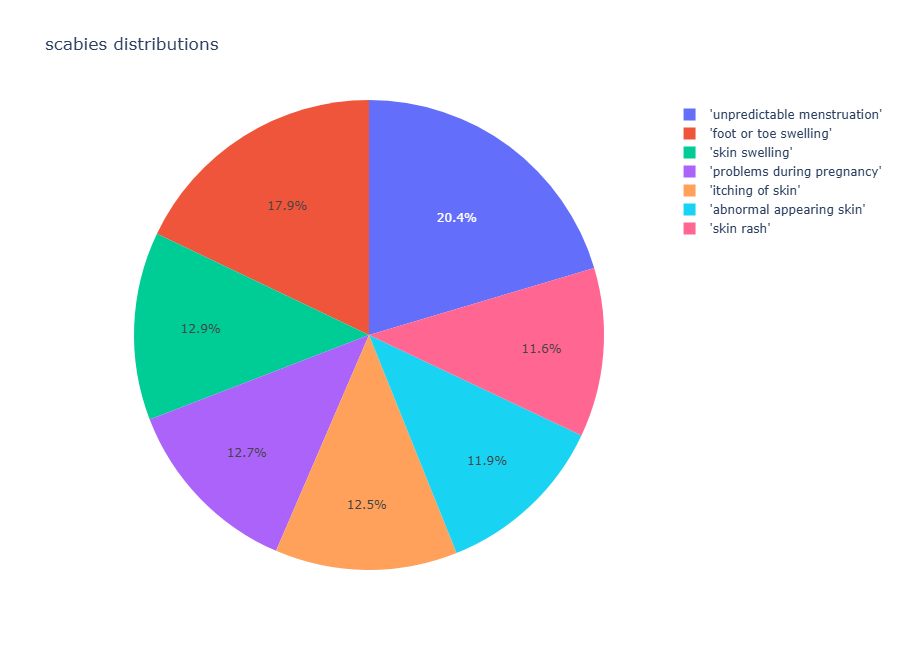 scabies distributions
'unpredictable menstruation'
'foot or toe swelling'
'skin swelling'
'problems during pregnancy'
'itching of skin'
'abnormal appearing skin'
'skin rash'
17.9%
20.4%
12.9%
11.6%
12.7%
11.9%
12.5%